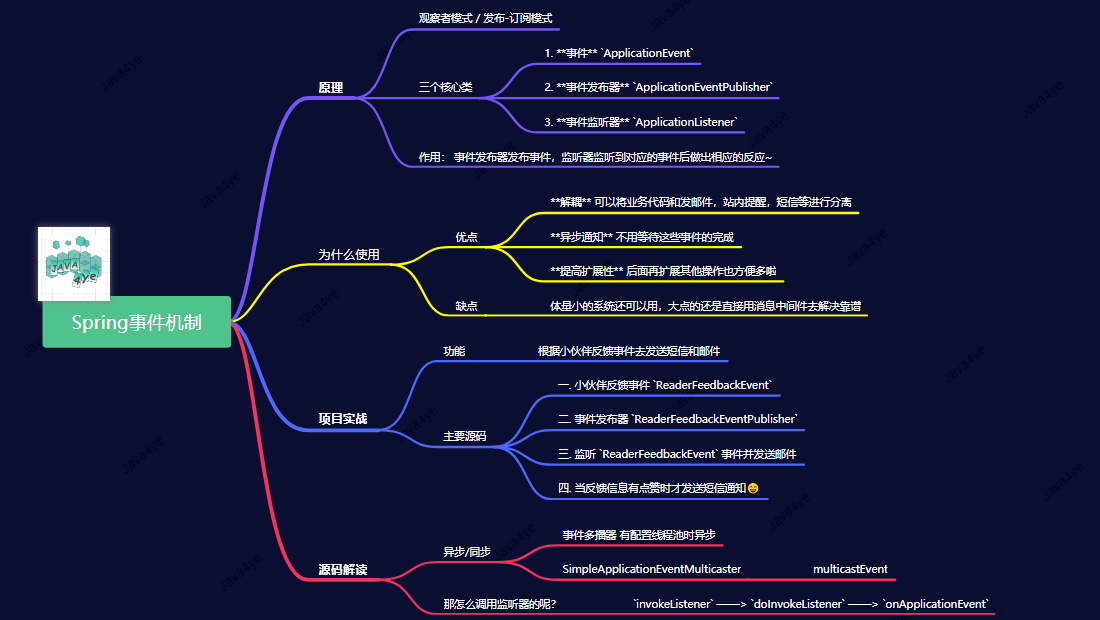 观察者模式 / 发布-订阅模式
1. **事件** `ApplicationEvent`
原理
三个核心类
2. **事件发布器** `ApplicationEventPublisher`
3. **事件监听器** `ApplicationListener`
作用： 事件发布器发布事件，监听器监听到对应的事件后做出相应的反应~
**解耦** 可以将业务代码和发邮件，站内提醒，短信等进行分离
为什么使用
优点
**异步通知** 不用等待这些事件的完成
**提高扩展性** 后面再扩展其他操作也方便多啦
缺点
体量小的系统还可以用，大点的还是直接用消息中间件去解决靠谱
JAVA
4ye
Spring事件机制
功能
根据小伙伴反馈事件去发送短信和邮件
项目实战
一. 小伙伴反馈事件 `ReaderFeedbackEvent`
主要源码
二. 事件发布器 `ReaderFeedbackEventPublisher`
三. 监听 `ReaderFeedbackEvent` 事件并发送邮件
四. 当反馈信息有点赞时才发送短信通知😄
源码解读
异步/同步
事件多播器 有配置线程池时异步
SimpleApplicationEventMulticaster
multicastEvent
那怎么调用监听器的呢？
`invokeListener` ——> `doInvokeListener` ——> `onApplicationEvent`
Java4ye